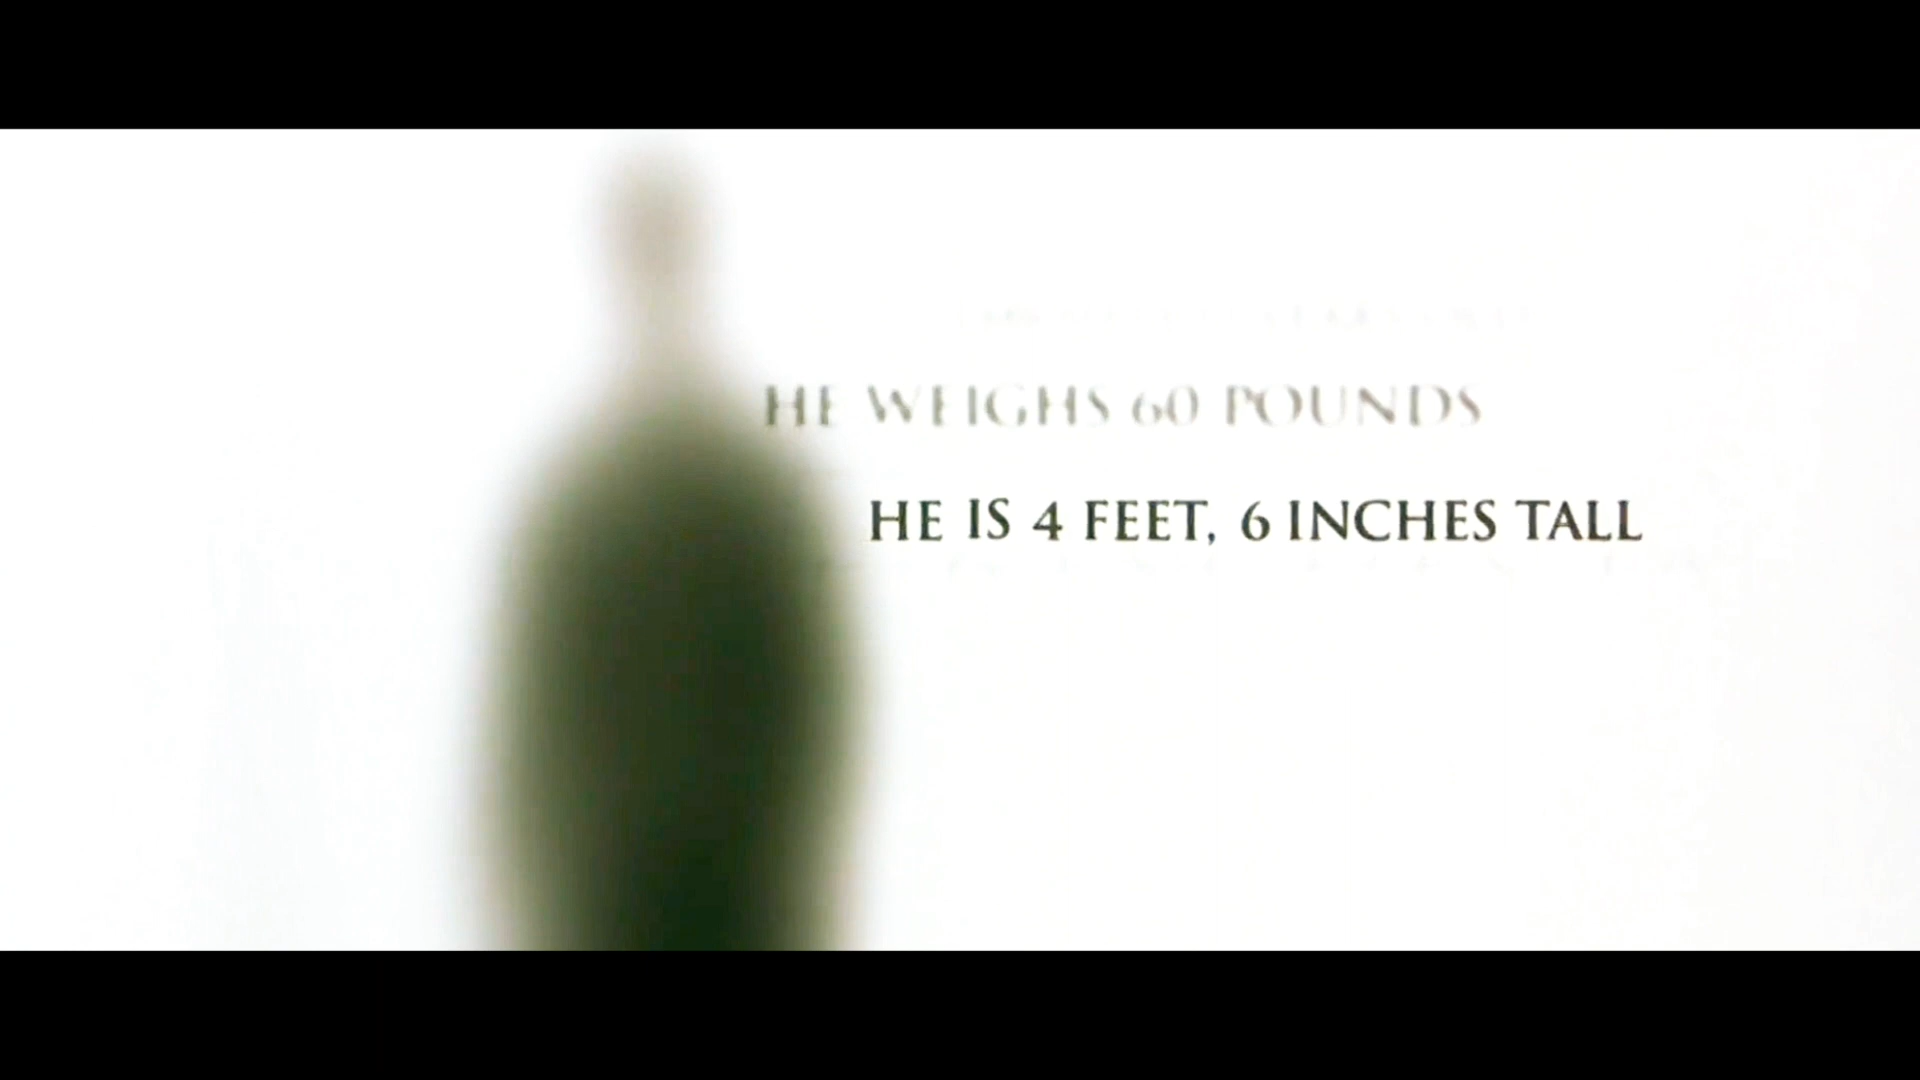 HE WEIGHS 60 POUNDS
HE IS 4 FEET, 6 INCHES TALL